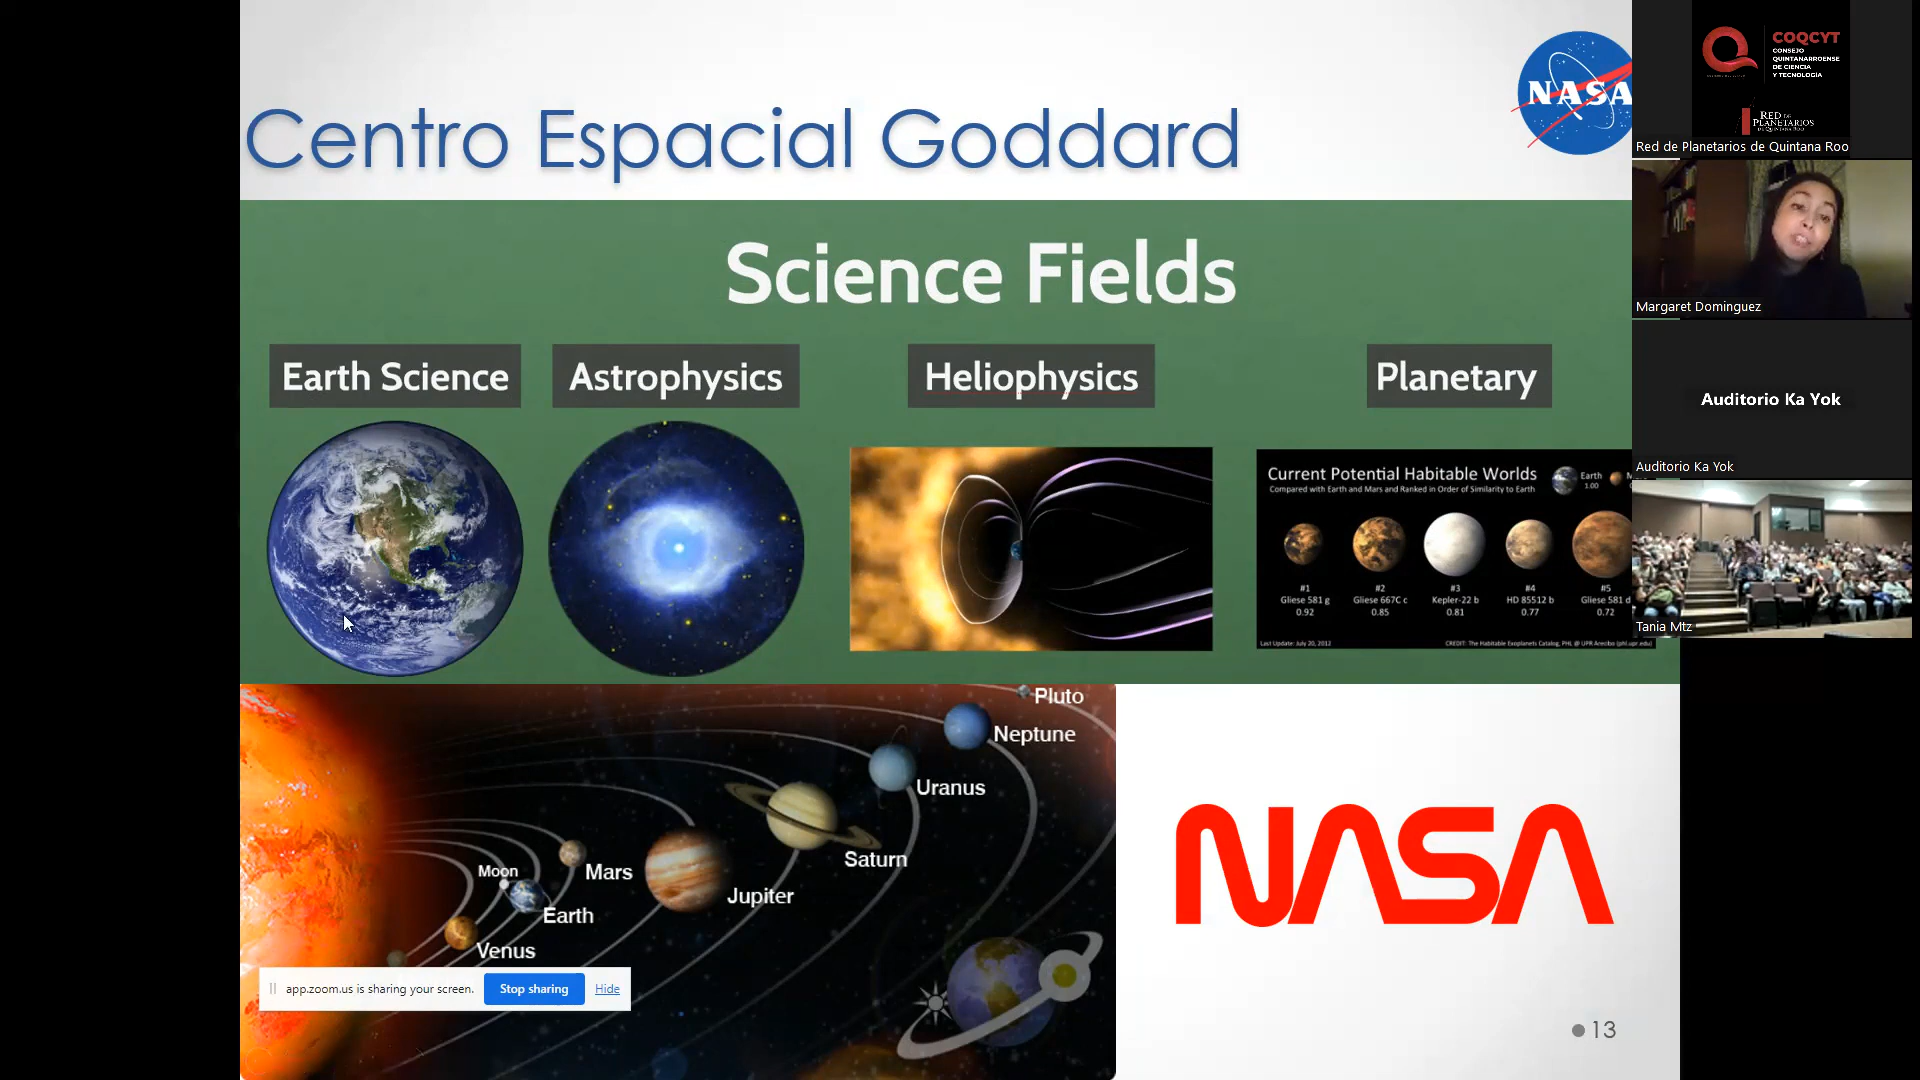 Centro Espacial Goddard
NASA
Science Fields
Earth Science
Astrophysics
Heliophysics
Planetary
Current Potential Habitable Worlds
Compared with Earth and Mars and Ranked in Order of Similarity to Earth
Earth
1.00
#1
Gliese 581 g
0.92
#2
Gliese 667C c
0.85
#3
Kepler-22 b
0.81
#4
HD 85512 b
0.77
#5
Gliese 581 d
0.72
Last Update: July 20, 2012
CREDIT: The Habitable Exoplanets Catalog, PHL @ UPR Arecibo (phl.upr.edu)
Pluto
Neptune
Uranus
Saturn
Jupiter
Mars
Moon
Earth
Venus
app.zoom.us is sharing your screen.
Stop sharing
Hide
NASA
13
COQCYT
CONSEJO
QUINTANARROENSE
DE CIENCIA
Y TECNOLOGÍA
RED DE
PLANETARIOS
DE QUINTANA ROO
Red de Planetarios de Quintana Roo
Margaret Dominguez
Auditorio Ka Yok
Auditorio Ka Yok
Tania Mtz